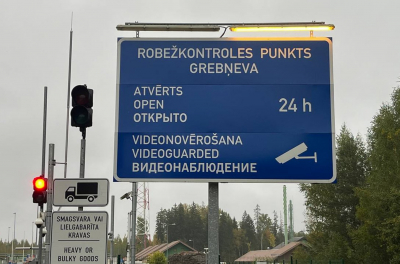 ROBEŽKONTROLES PUNKTS
GREBŅEVA
ATVĒRTS
OPEN
ОТКРЫТО
24 h
VIDEONOVĒROŠANA
VIDEOGUARDED
ВИДЕОНАБЛЮДЕНИЕ
SMAGSVARA VAI
LIELGABARĪTA
KRAVAS
HEAVY OR
BULKY GOODS